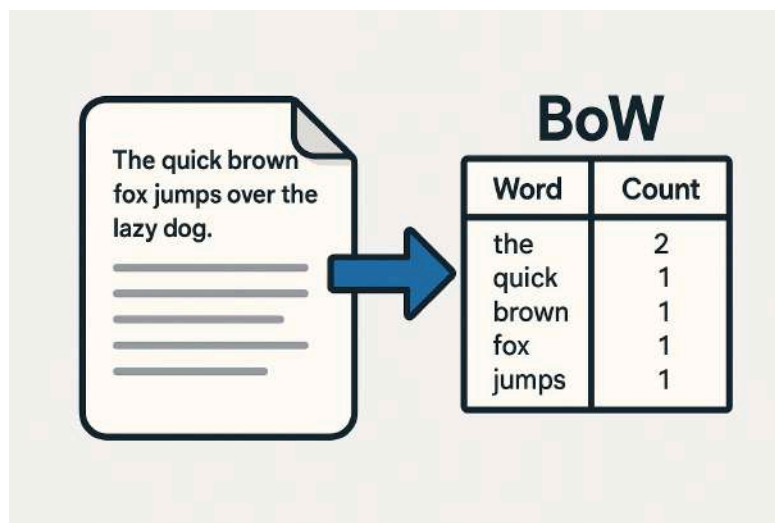 The quick brown
fox jumps over the
lazy dog.
BoW
Word Count
the 2
quick 1
brown 1
fox 1
jumps 1